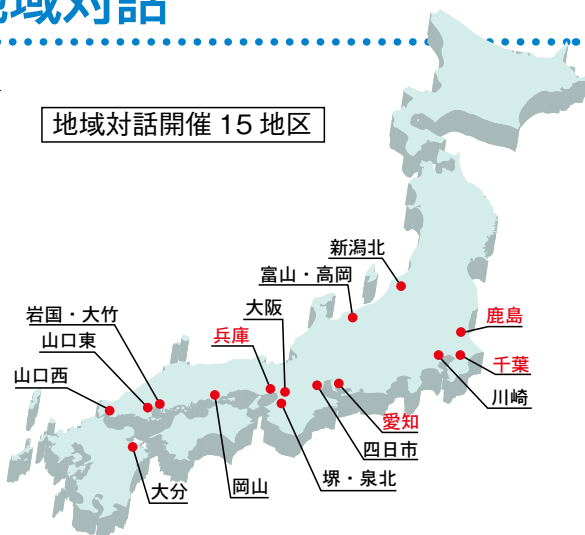 地域対話
地域対話開催 15 地区
新潟北
富山・高岡
大阪
岩国・大竹
兵庫
鹿島
山口東
千葉
山口西
川崎
愛知
四日市
堺・泉北
岡山
大分